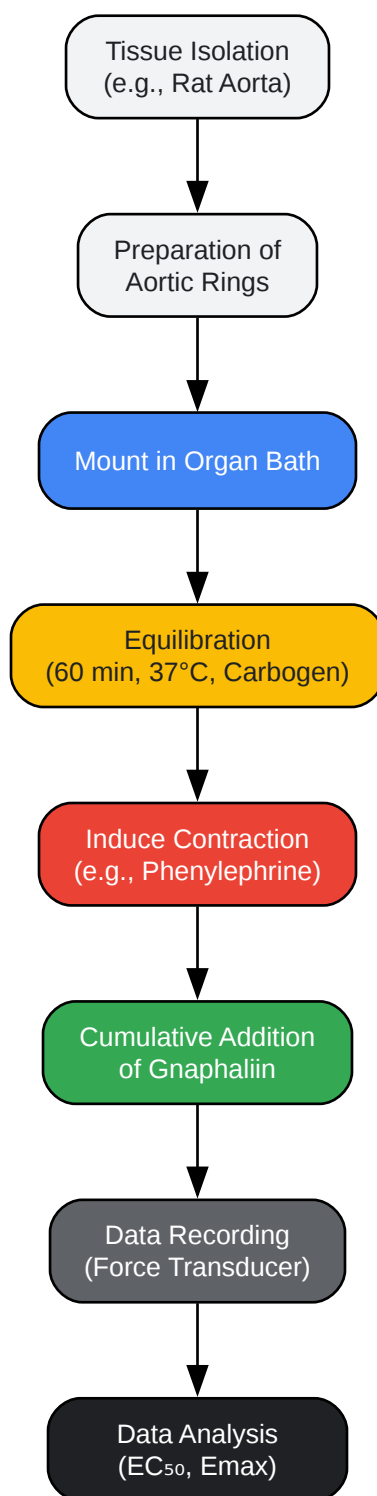 Tissue Isolation
(e.g., Rat Aorta)
Preparation of
Aortic Rings
Mount in Organ Bath
Equilibration
(60 min, 37°C, Carbogen)
Induce Contraction
(e.g., Phenylephrine)
Cumulative Addition
of Gnaphaliin
Data Recording
(Force Transducer)
Data Analysis
(EC₅₀, Emax)